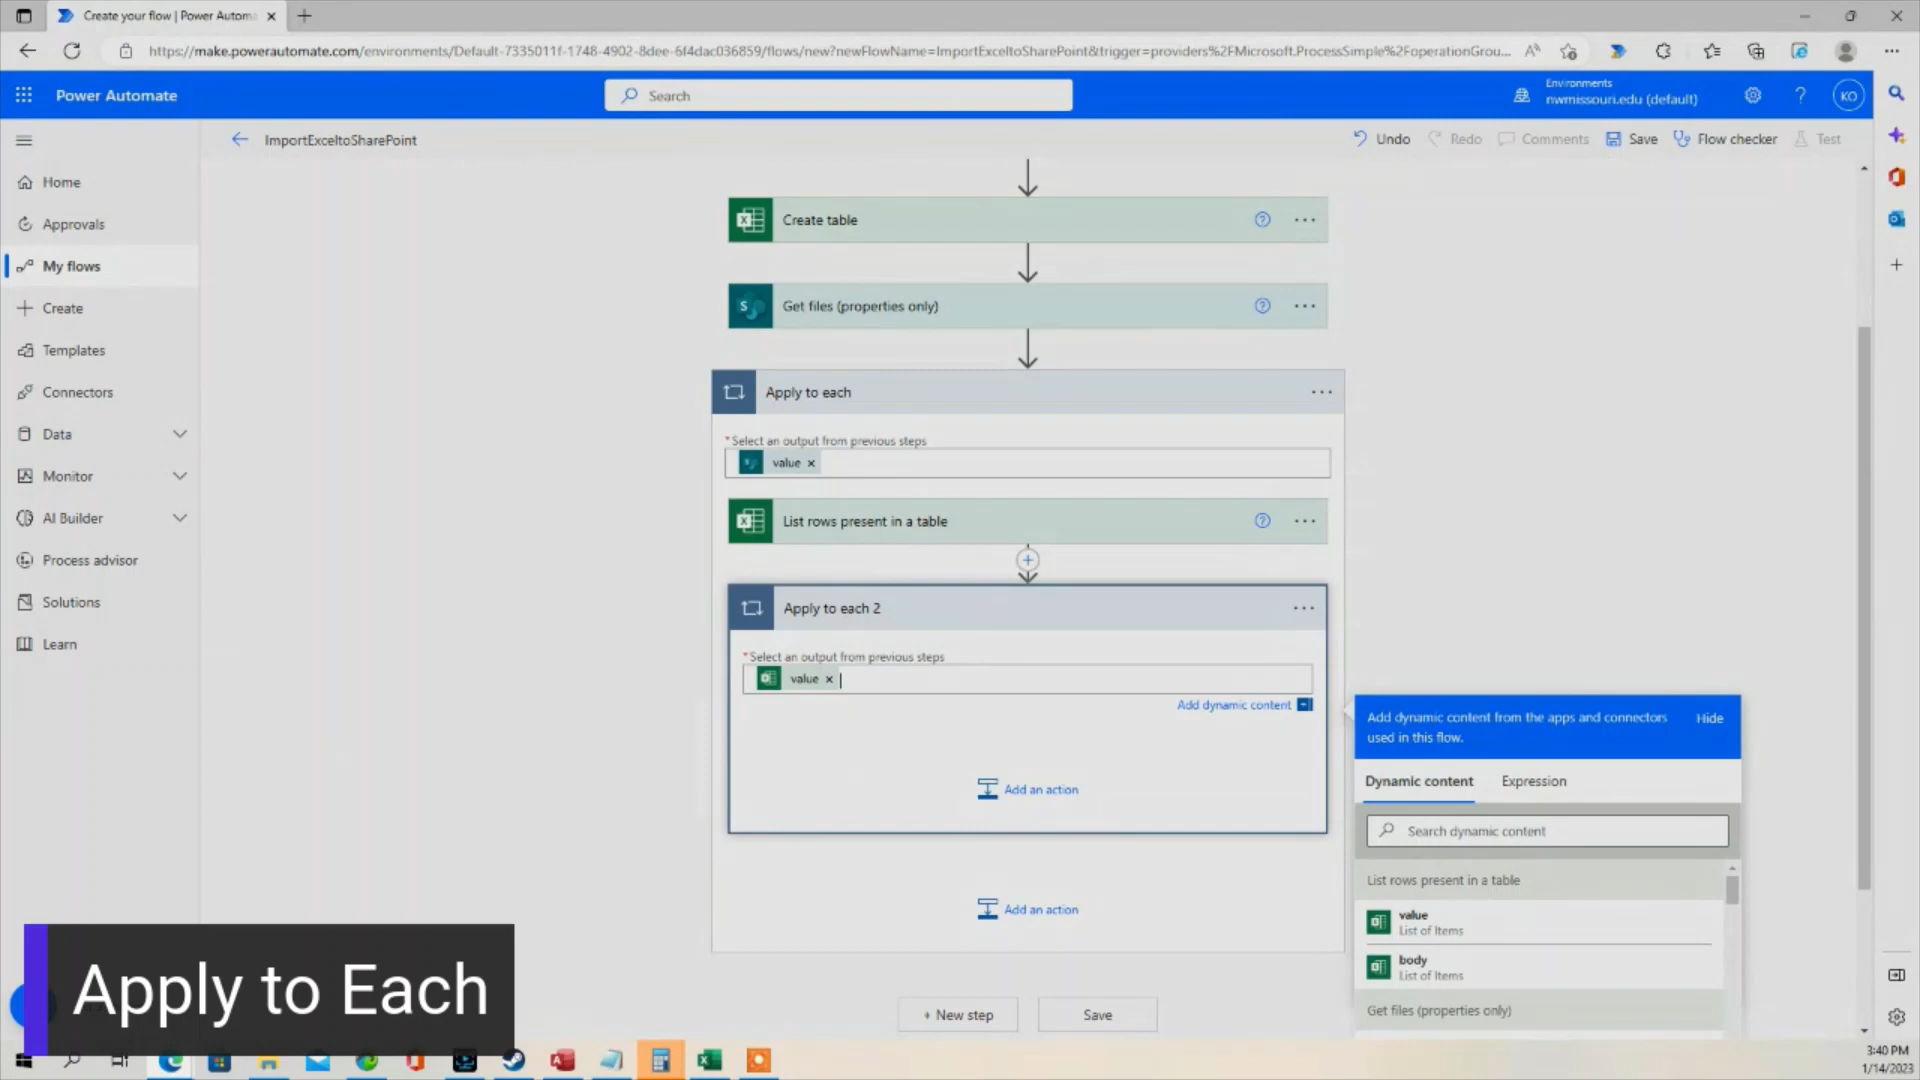 Create your flow | Power Automa
https://make.powerautomate.com/environments/Default-7335011f-1748-4902-8dee-6f4dac036859/flows/new?newFlowName=ImportExceltoSharePoint&trigger=providers%2FMicrosoft.ProcessSimple%2FoperationGrou...
Power Automate
Search
Environments
nwmissouri.edu (default)
KO
ImportExceltoSharePoint
Undo
Redo
Comments
Save
Flow checker
Test
Home
Approvals
My flows
Create
Templates
Connectors
Data
Monitor
AI Builder
Process advisor
Solutions
Learn
Create table
Get files (properties only)
Apply to each
*Select an output from previous steps
value
List rows present in a table
Apply to each 2
*Select an output from previous steps
value
Add dynamic content
Add an action
Add an action
+ New step
Save
Add dynamic content from the apps and connectors
used in this flow.
Hide
Dynamic content
Expression
Search dynamic content
List rows present in a table
value
List of Items
body
List of Items
Get files (properties only)
Apply to Each
3:40 PM
1/14/2023